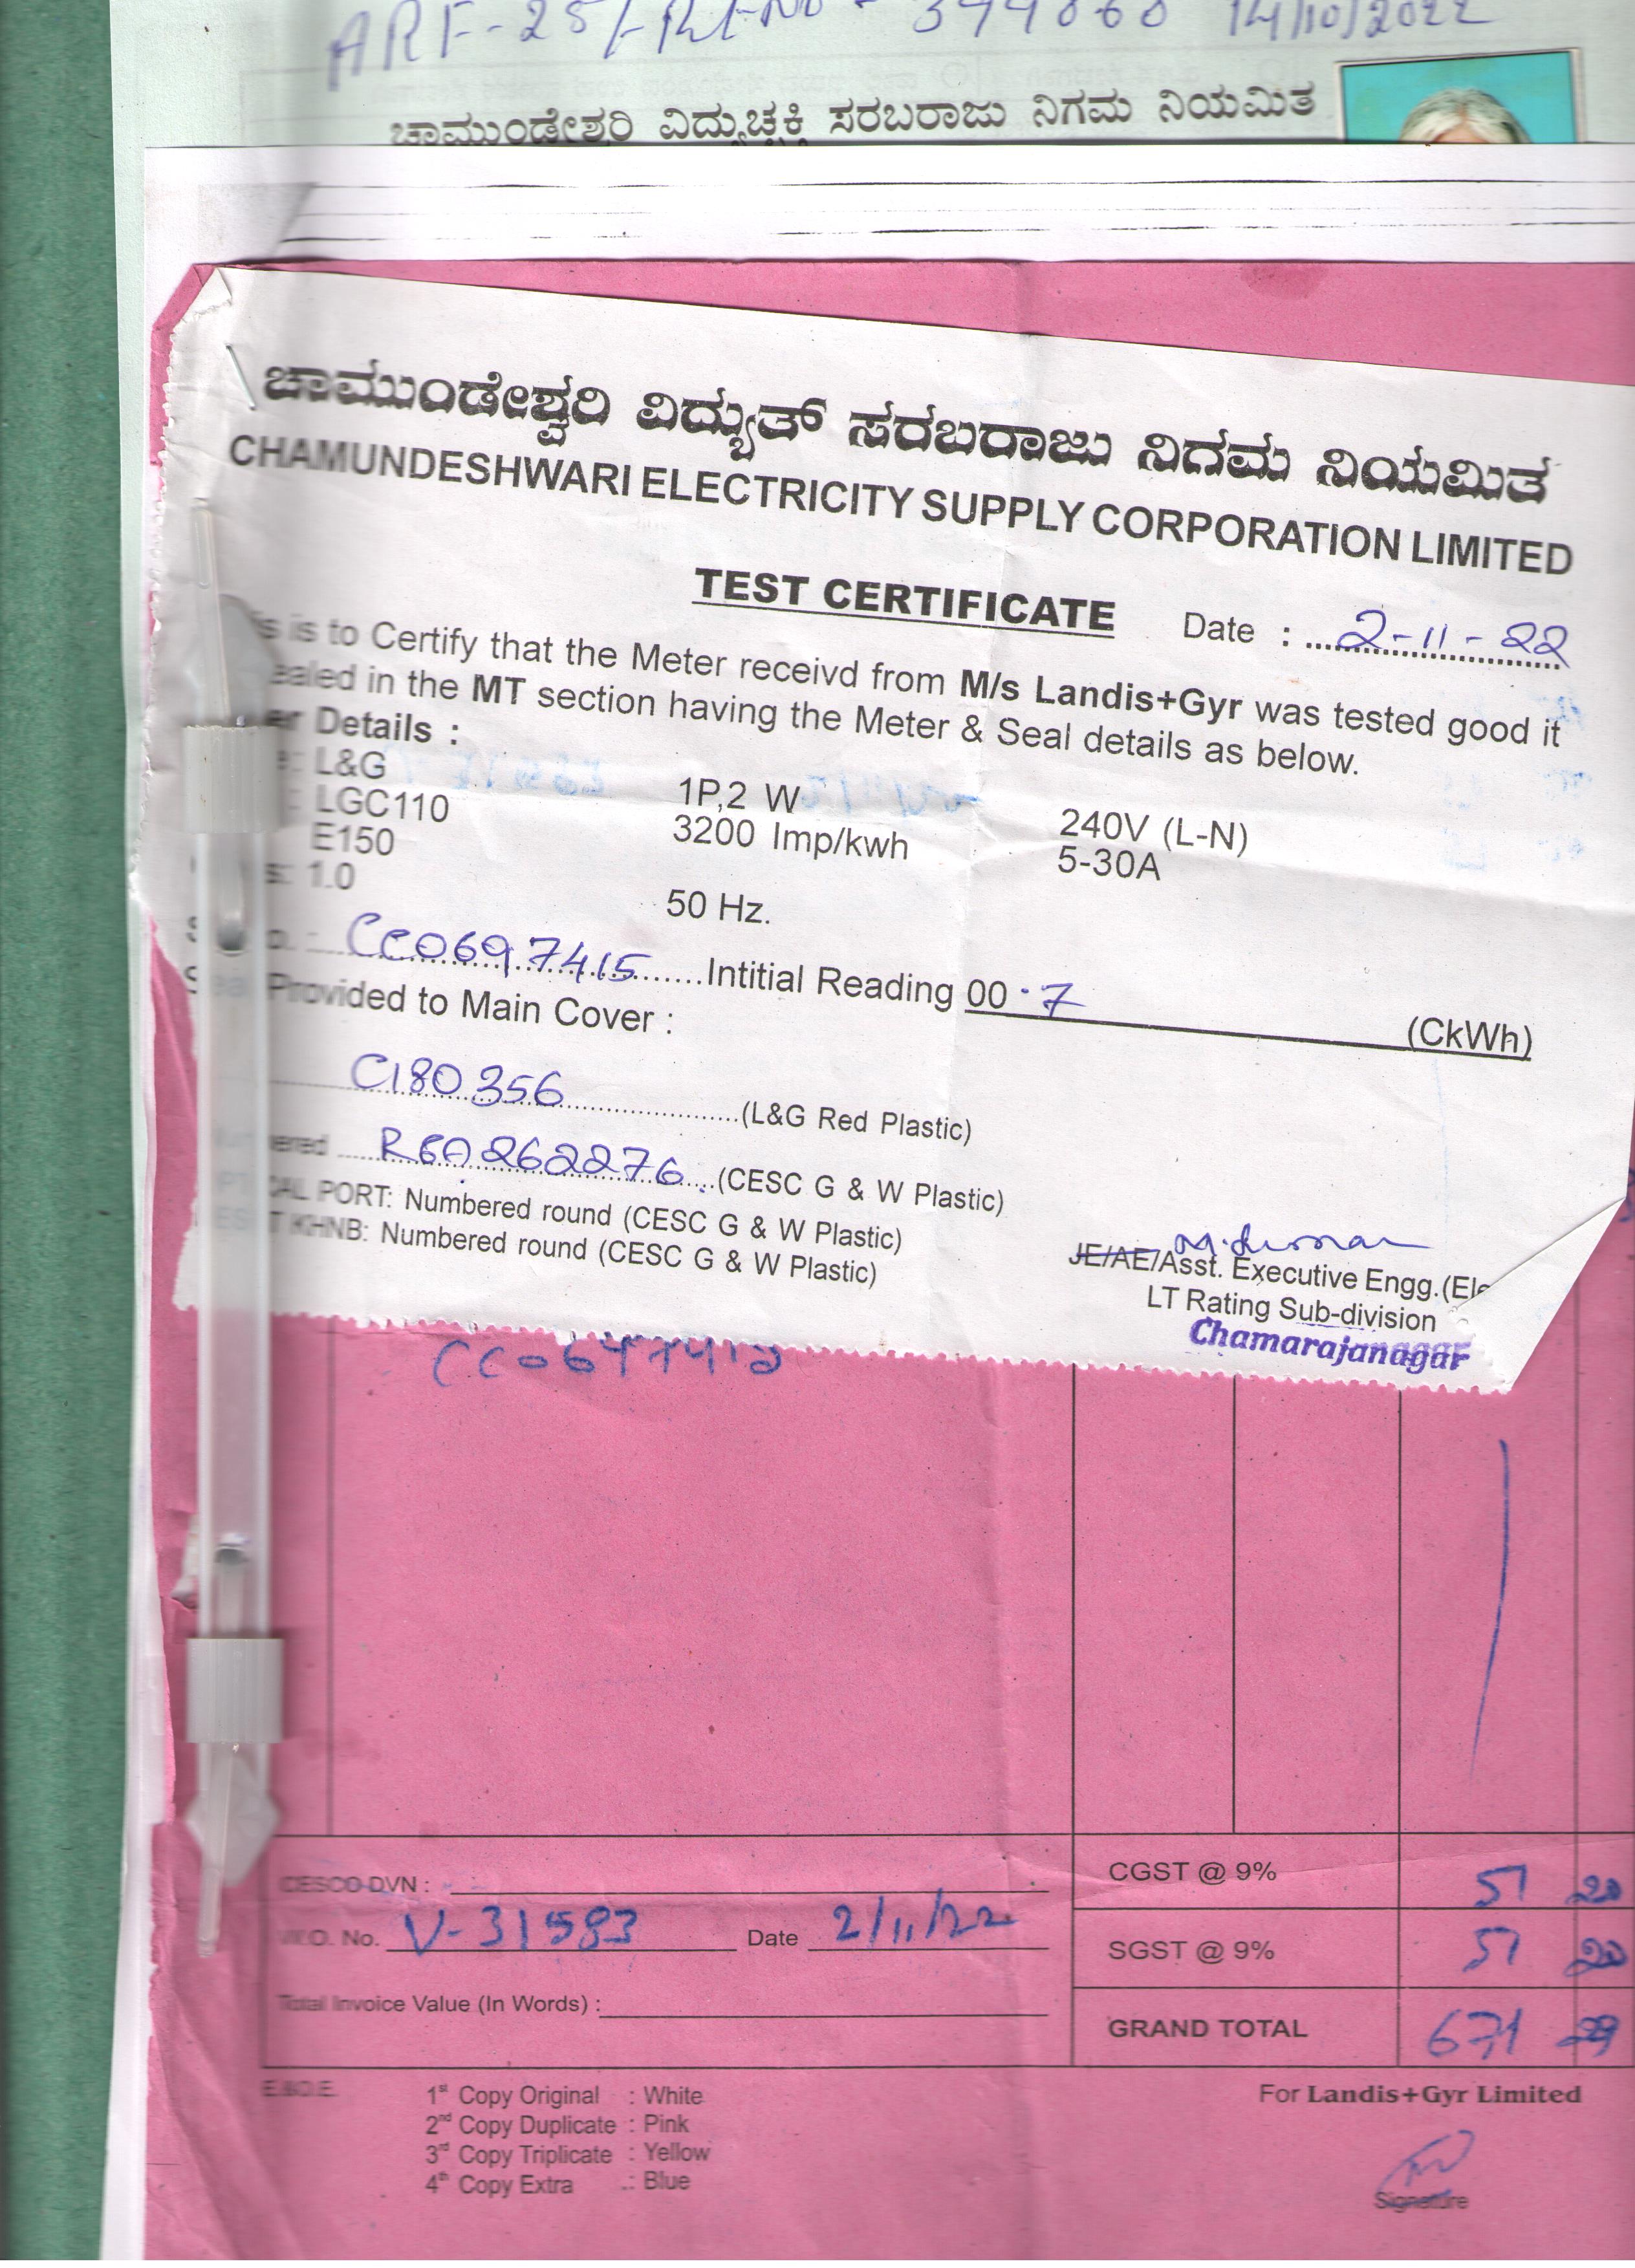 14/10/2022
ಚಾಮುಂಡೇಶ್ವರಿ ವಿದ್ಯುಚ್ಛಕ್ತಿ ಸರಬರಾಜು ನಿಗಮ ನಿಯಮಿತ
ಚಾಮುಂಡೇಶ್ವರಿ ವಿದ್ಯುತ್ ಸರಬರಾಜು ನಿಗಮ ನಿಯಮಿತ
CHAMUNDESHWARI ELECTRICITY SUPPLY CORPORATION LIMITED
TEST CERTIFICATE Date : 2-11-22
is to Certify that the Meter receivd from M/s Landis+Gyr was tested good it
in the MT section having the Meter & Seal details as below.
Details :
L&G 1P,2 W 240V (L-N)
LGC110 3200 Imp/kwh 5-30A
E150
1.0 50 Hz.
CC0697415 Intitial Reading 00.7 (CkWh)
Provided to Main Cover :
C180356 (L&G Red Plastic)
262276 (CESC G & W Plastic)
PORT: Numbered round (CESC G & W Plastic)
KHNB: Numbered round (CESC G & W Plastic)
JE/AE/Asst. Executive Engg.(Ele
LT Rating Sub-division
Chamarajanagar
CESCO DVN :
W.O. No. V-31583 Date 2/11/22
Total Invoice Value (In Words) :
CGST @ 9% 51 20
SGST @ 9% 51 20
GRAND TOTAL 671
E.&O.E.
1st Copy Original : White
2nd Copy Duplicate : Pink
3rd Copy Triplicate : Yellow
4th Copy Extra .: Blue
For Landis+Gyr Limited
Signature